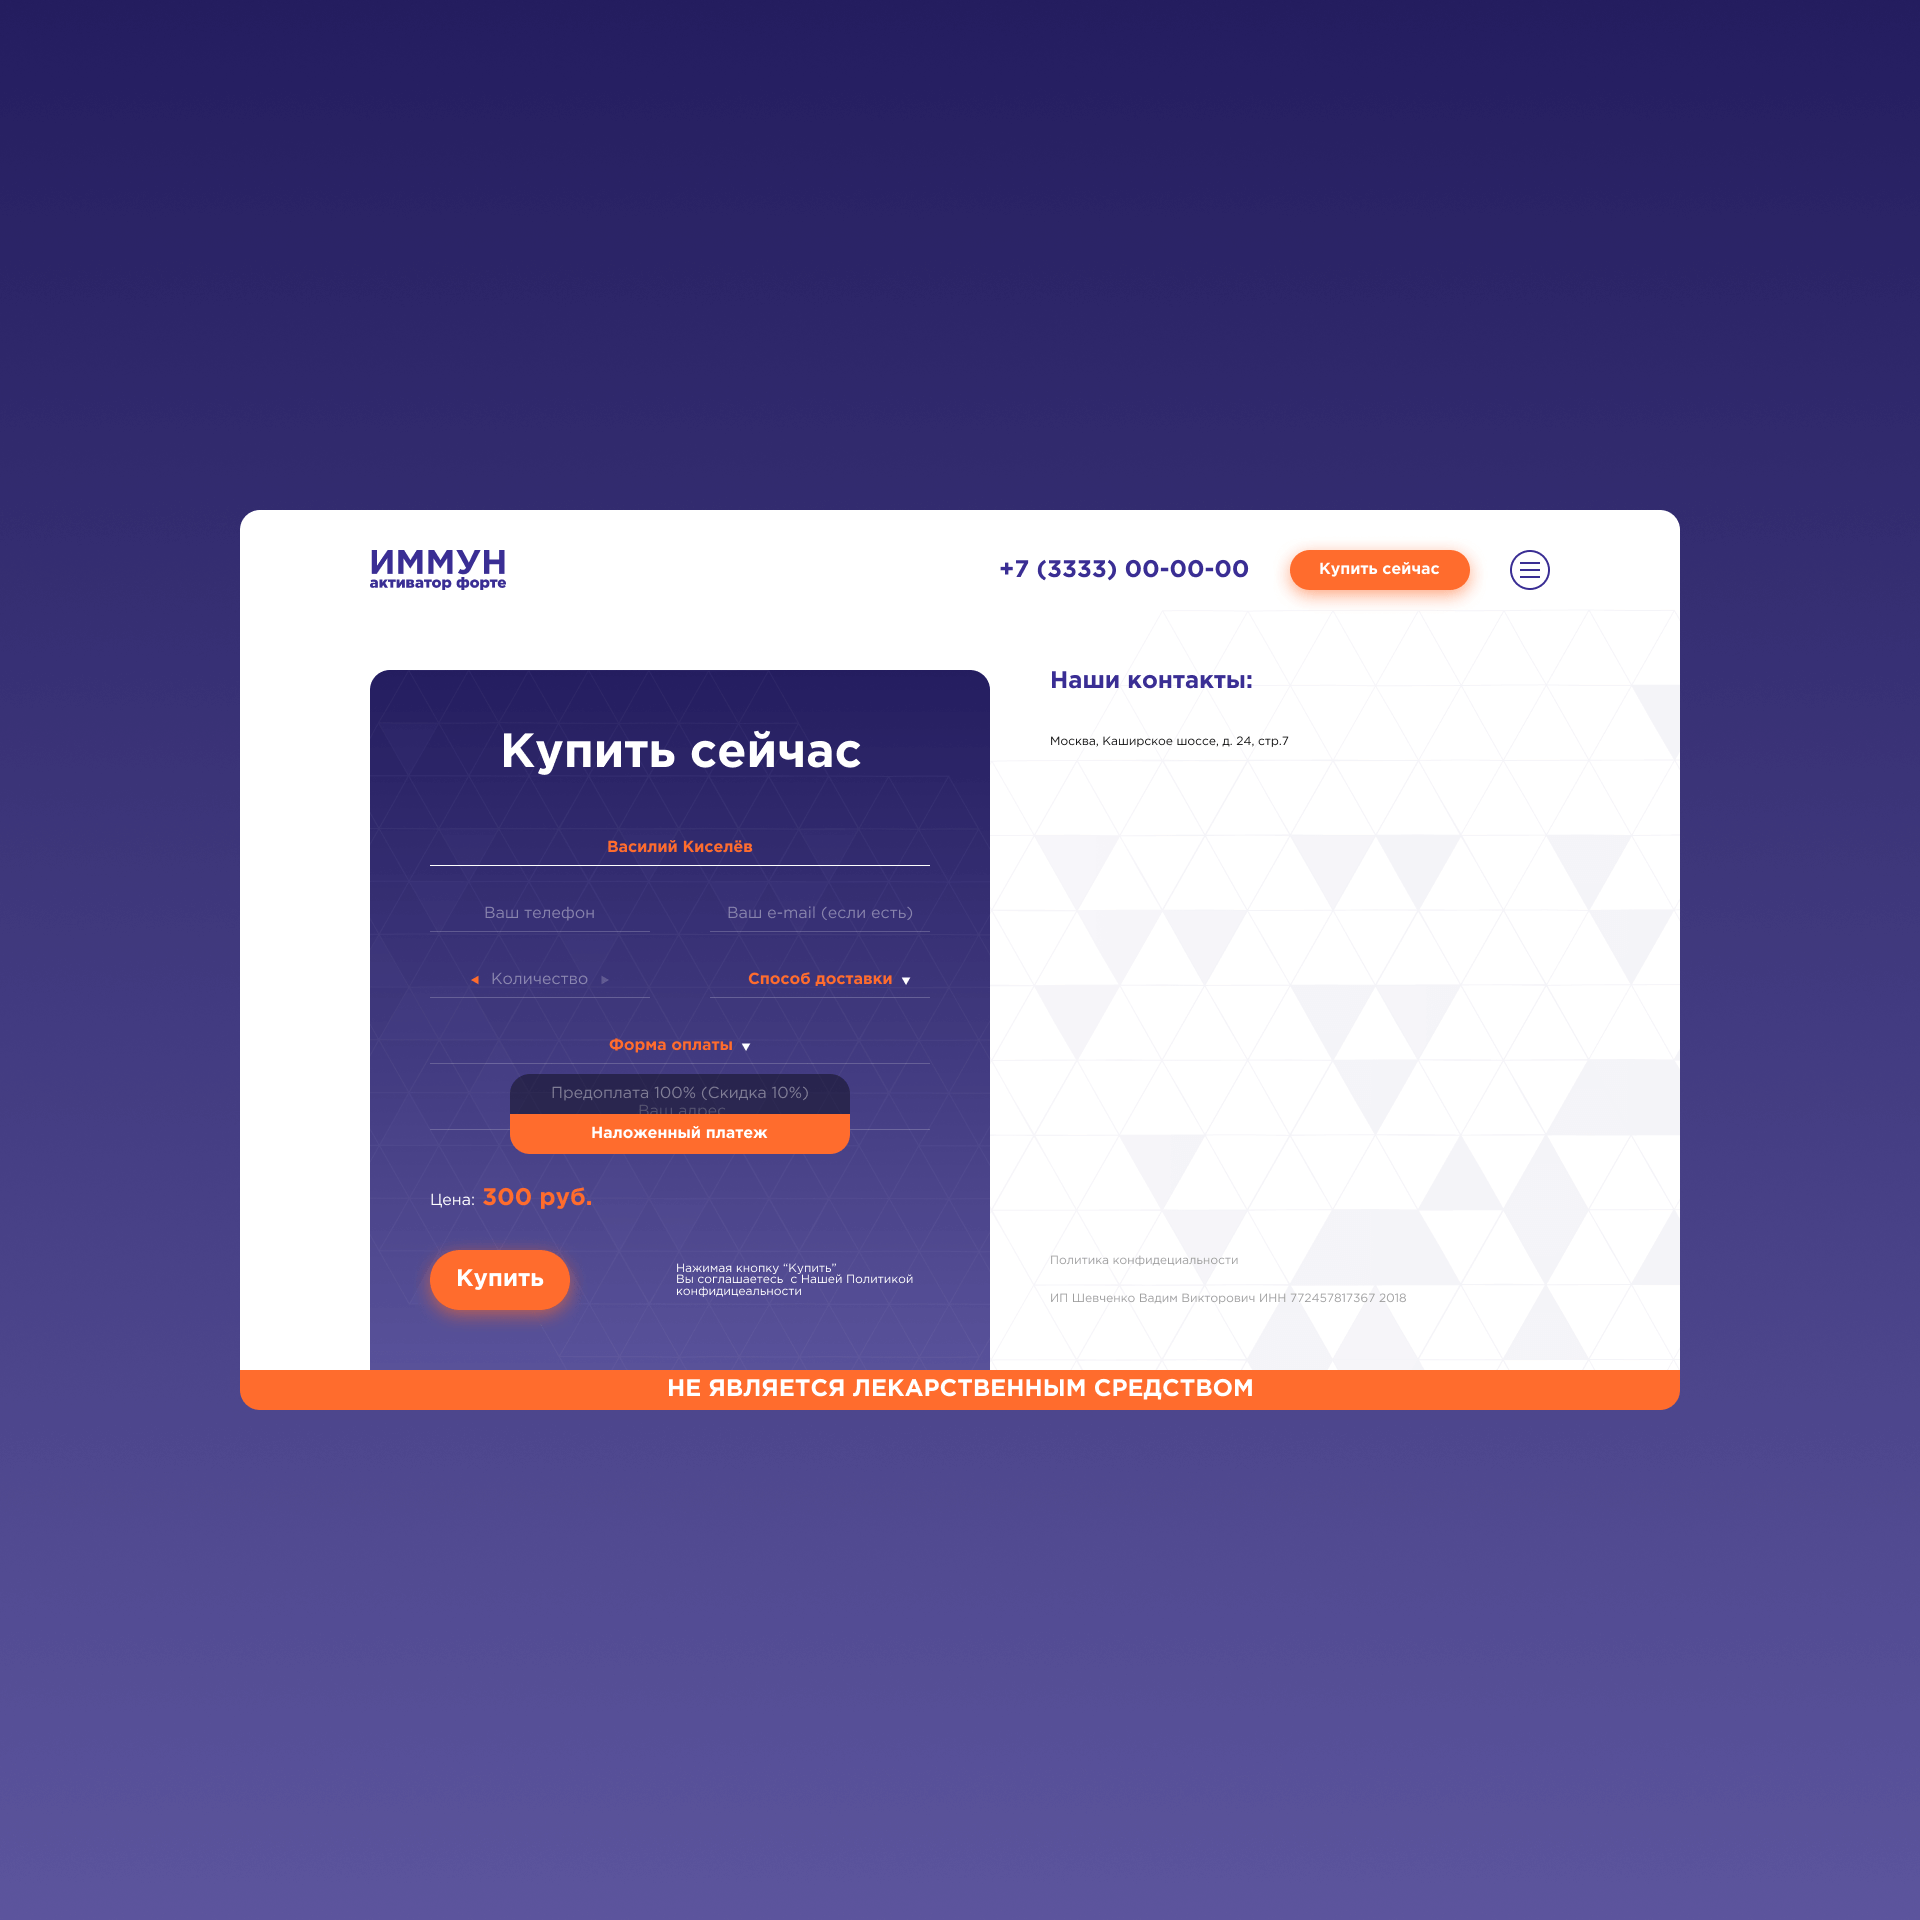 ИММУН
активатор форте
+7 (3333) 00-00-00
Купить сейчас
Купить сейчас
Василий Киселёв
Ваш телефон
Ваш e-mail (если есть)
Количество
Способ доставки
Форма оплаты
Предоплата 100% (Скидка 10%)
Ваш адрес
Наложенный платеж
Цена: 300 руб.
Купить
Нажимая кнопку “Купить”
Вы соглашаетесь с Нашей Политикой
конфидицеальности
Наши контакты:
Москва, Каширское шоссе, д. 24, стр.7
Политика конфидециальности
ИП Шевченко Вадим Викторович ИНН 772457817367 2018
НЕ ЯВЛЯЕТСЯ ЛЕКАРСТВЕННЫМ СРЕДСТВОМ